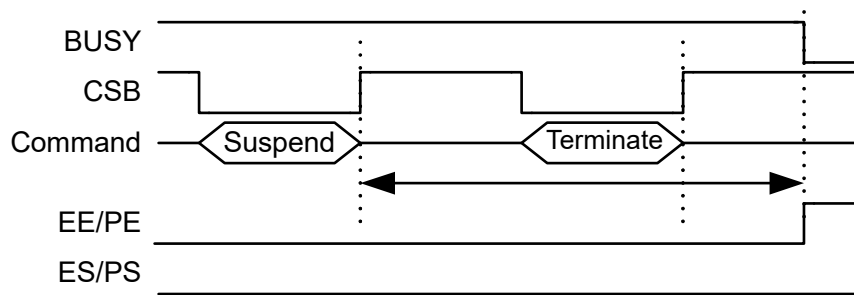 BUSY
CSB
Command Suspend Terminate
EE/PE
ES/PS